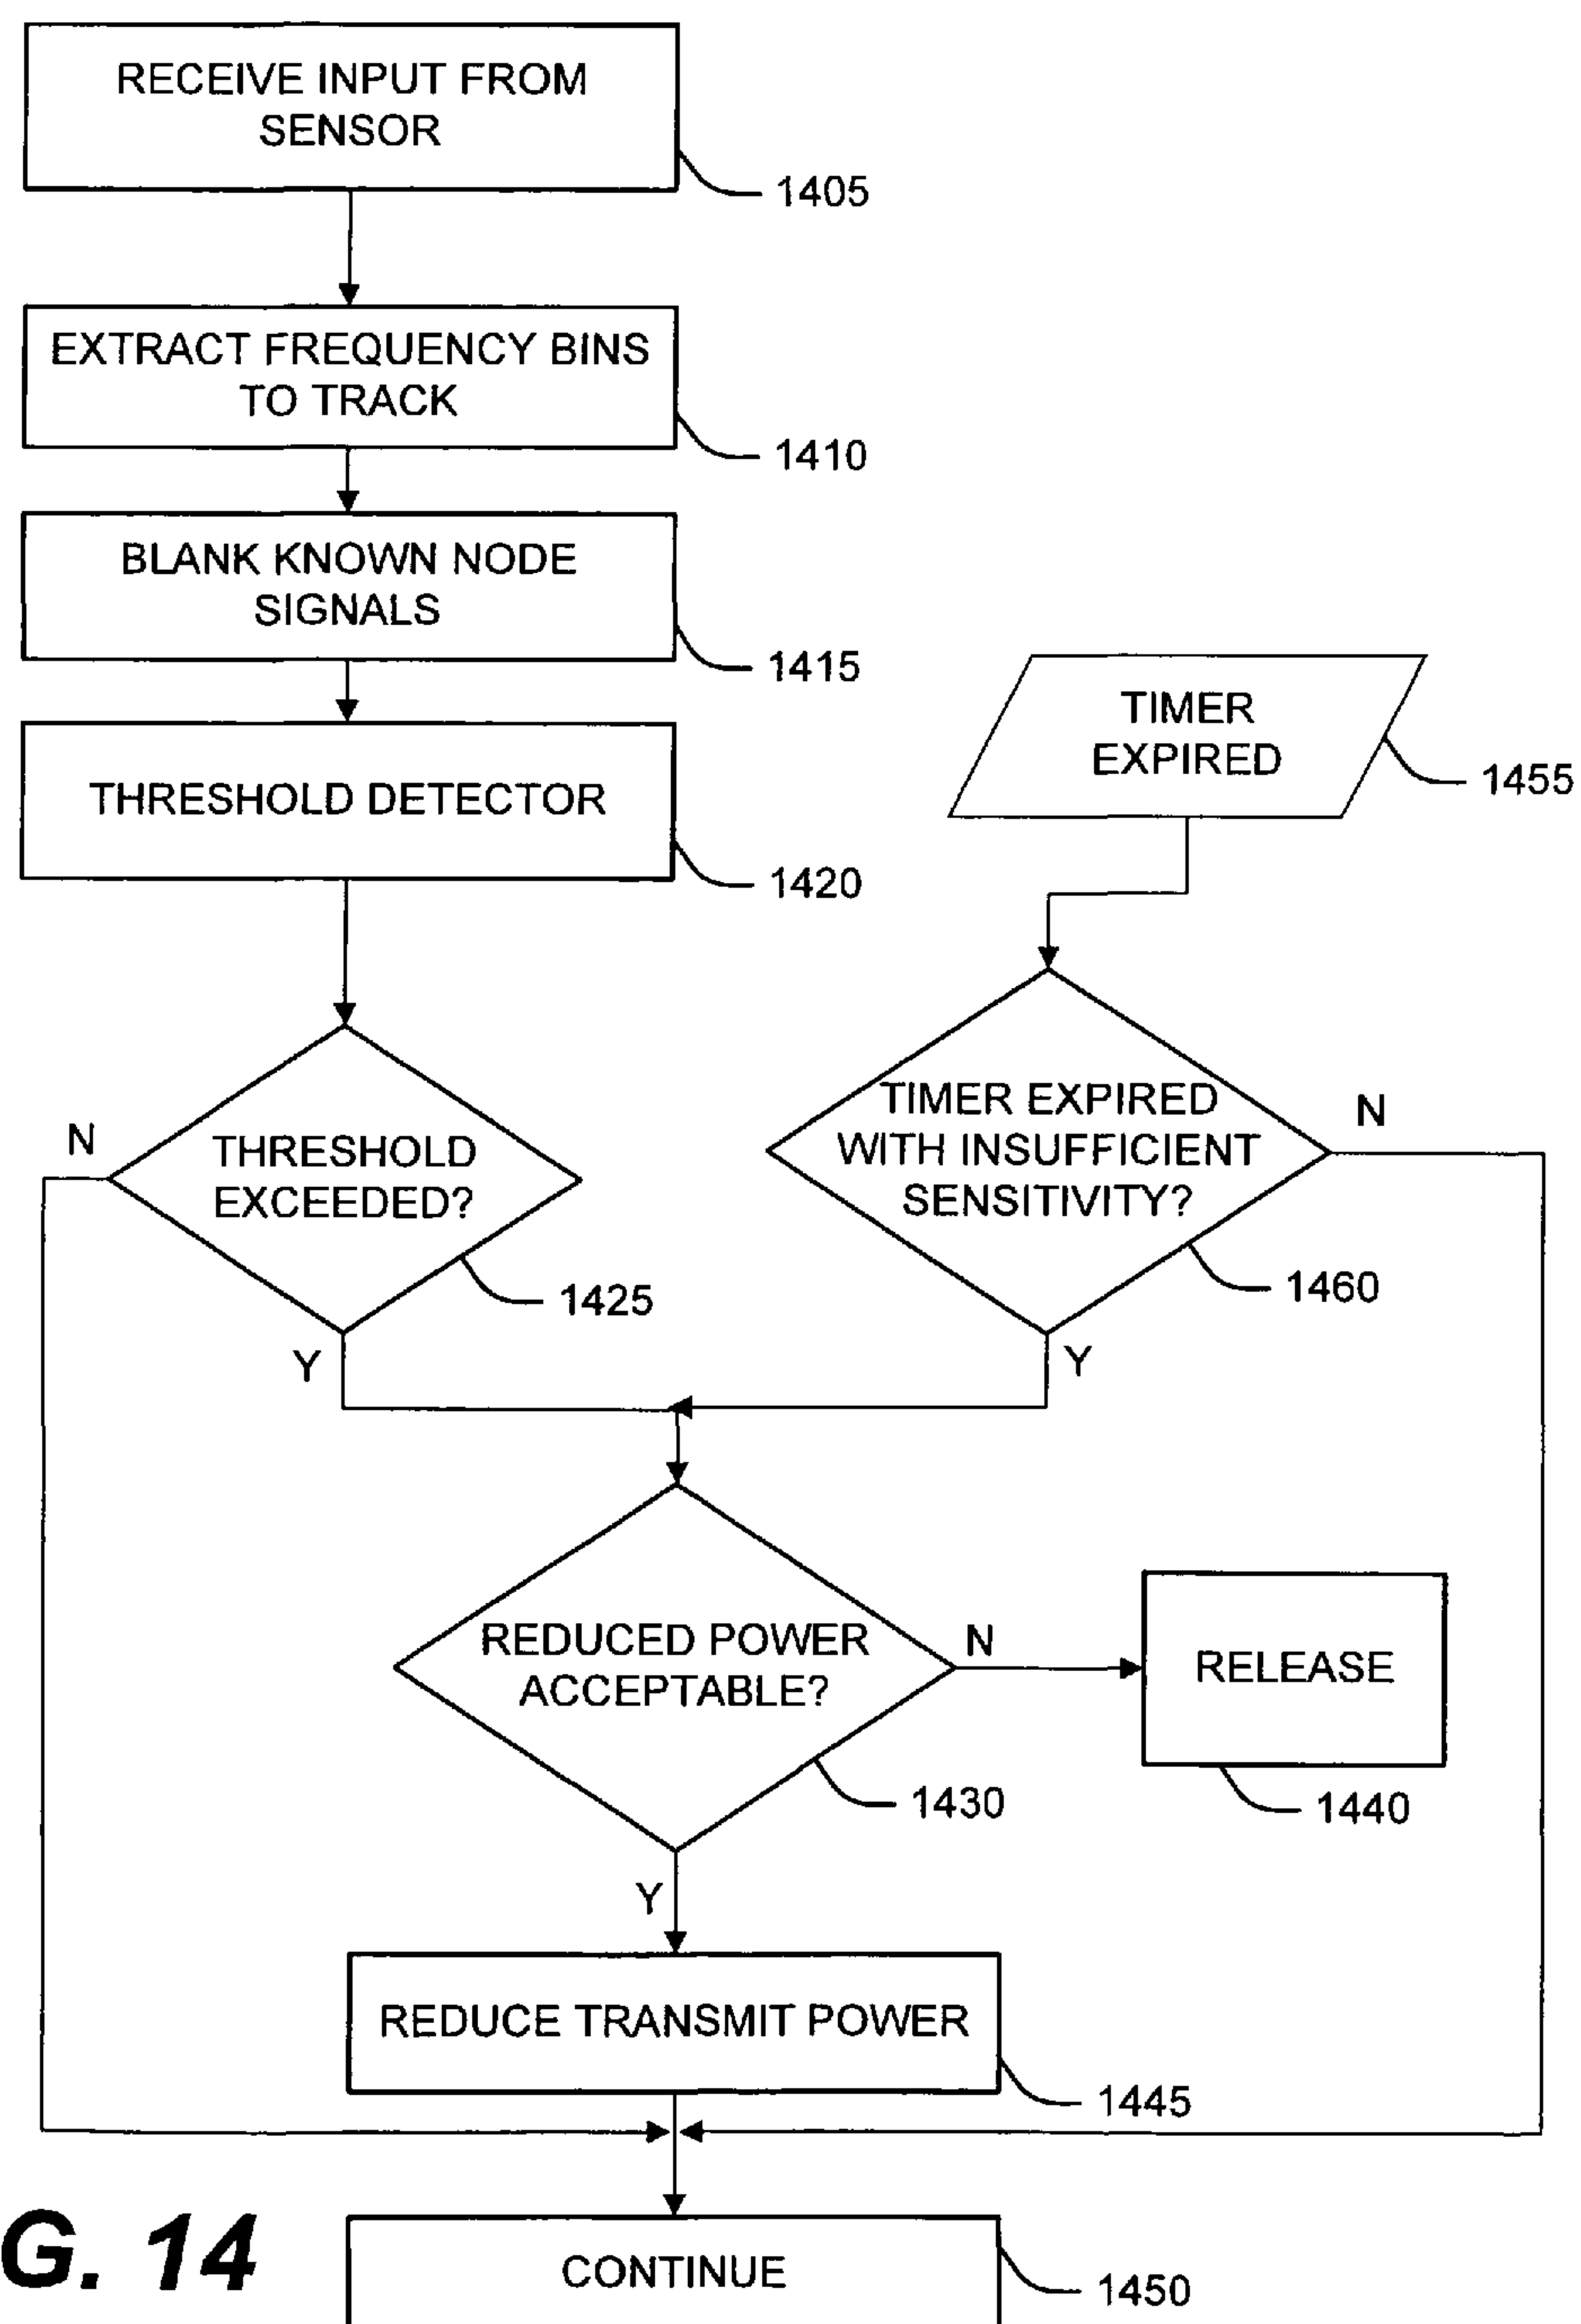 RECEIVE INPUT FROM
SENSOR
1405
EXTRACT FREQUENCY BINS
TO TRACK
1410
BLANK KNOWN NODE
SIGNALS
1415
TIMER
EXPIRED
1455
THRESHOLD DETECTOR
1420
N
THRESHOLD
EXCEEDED?
1425
Y
TIMER EXPIRED
WITH INSUFFICIENT
SENSITIVITY?
N
1460
Y
REDUCED POWER
ACCEPTABLE?
N
1430
RELEASE
1440
Y
REDUCE TRANSMIT POWER
1445
G. 14
CONTINUE
1450